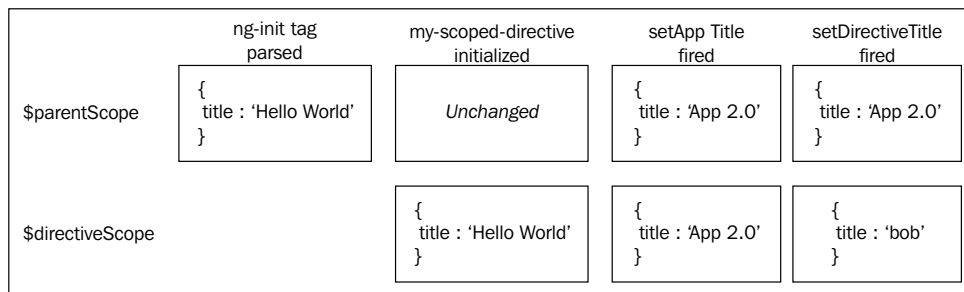 ng-init tag
parsed
my-scoped-directive
initialized
setApp Title
fired
setDirectiveTitle
fired
$parentScope
{
title : ‘Hello World’
}
Unchanged
{
title : ‘App 2.0’
}
{
title : ‘App 2.0’
}
$directiveScope
{
title : ‘Hello World’
}
{
title : ‘App 2.0’
}
{
title : ‘bob’
}